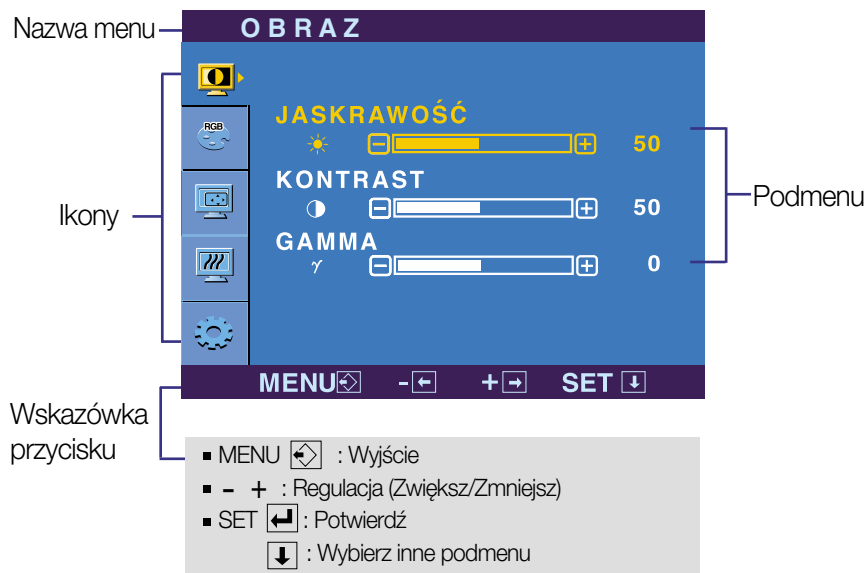 Nazwa menu
OBRAZ
RGB
JASKRAWOŚĆ
50
KONTRAST
50
GAMMA
γ
0
Ikony
Podmenu
MENU - + SET
Wskazówka
przycisku
MENU : Wyjście
- + : Regulacja (Zwiększ/Zmniejsz)
SET : Potwierdź
: Wybierz inne podmenu